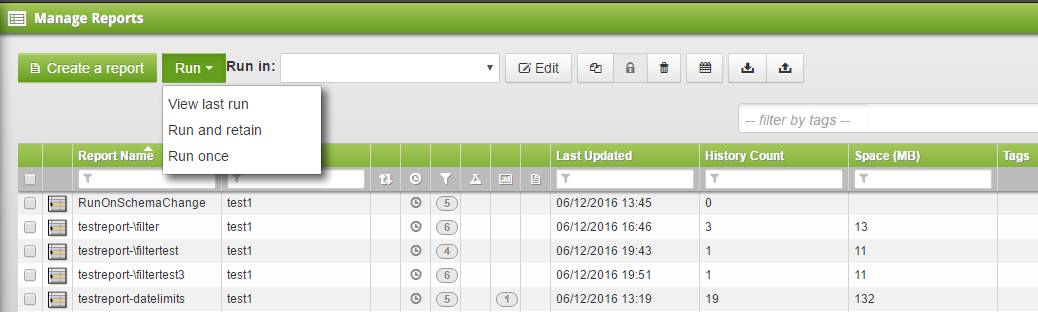 Manage Reports
Create a report Run Run in: Edit
View last run
Run and retain
Run once
-- filter by tags --
Report Name Last Updated History Count Space (MB) Tags
RunOnSchemaChange test1 5 06/12/2016 13:45 0
testreport-\filter test1 6 06/12/2016 16:46 3 13
testreport-\filtertest test1 4 06/12/2016 19:43 1 11
testreport-\filtertest3 test1 6 06/12/2016 19:51 1 11
testreport-datelimits test1 5 1 06/12/2016 13:19 19 132